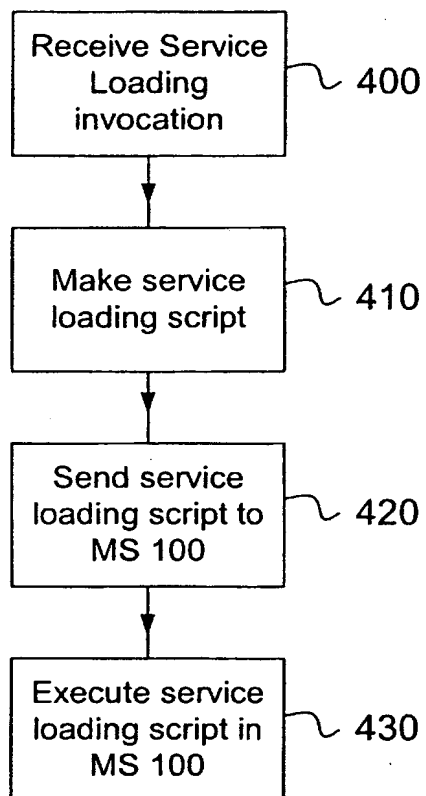 Receive Service
Loading
invocation
400
Make service
loading script
410
Send service
loading script to
MS 100
420
Execute service
loading script in
MS 100
430